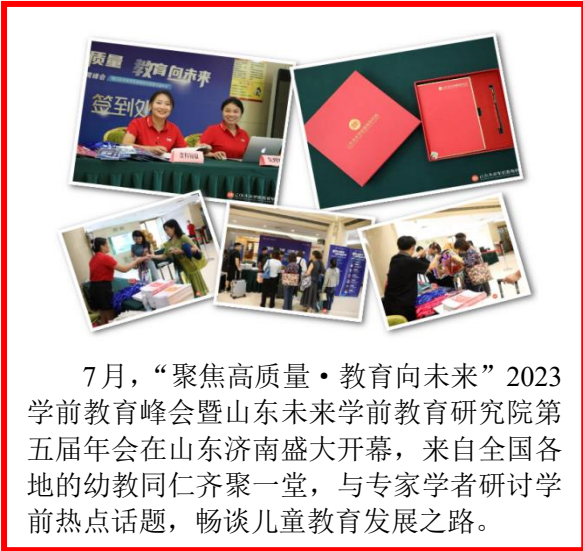 质量 教育向未来
签到处
7月，“聚焦高质量·教育向未来”2023
学前教育峰会暨山东未来学前教育研究院第
五届年会在山东济南盛大开幕，来自全国各
地的幼教同仁齐聚一堂，与专家学者研讨学
前热点话题，畅谈儿童教育发展之路。